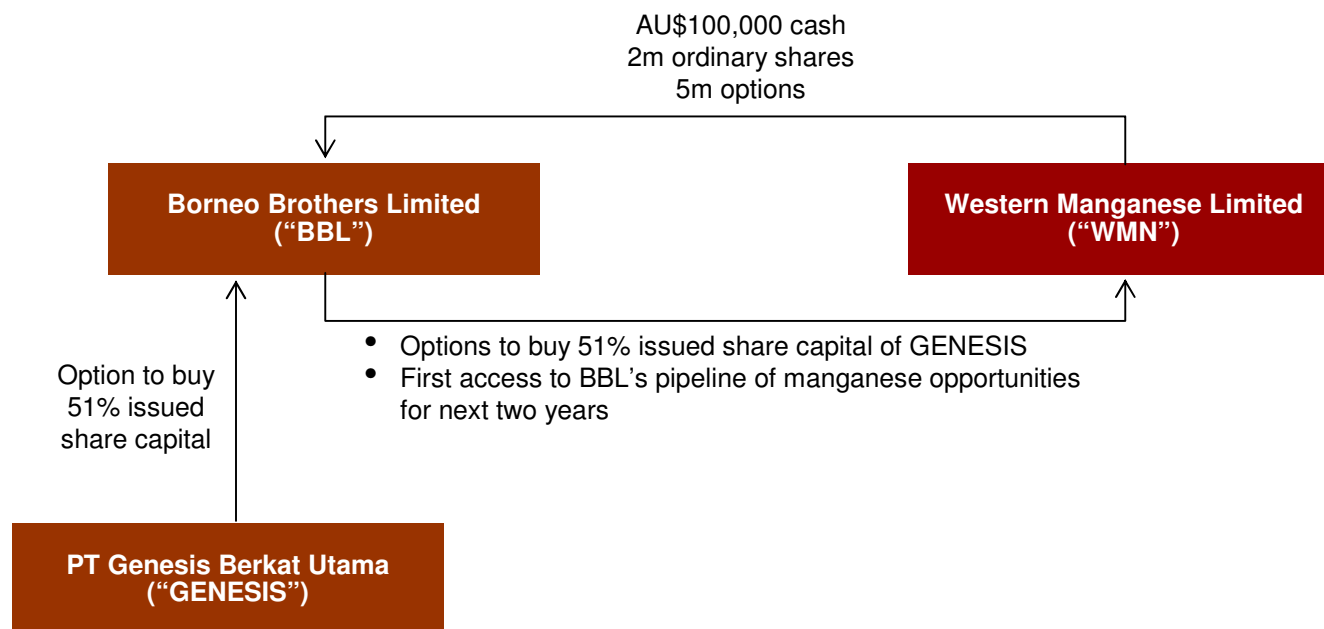 AU$100,000 cash
2m ordinary shares
5m options
Borneo Brothers Limited
(“BBL”)
Western Manganese Limited
(“WMN”)
• Options to buy 51% issued share capital of GENESIS
• First access to BBL’s pipeline of manganese opportunities
for next two years
Option to buy
51% issued
share capital
PT Genesis Berkat Utama
(“GENESIS”)